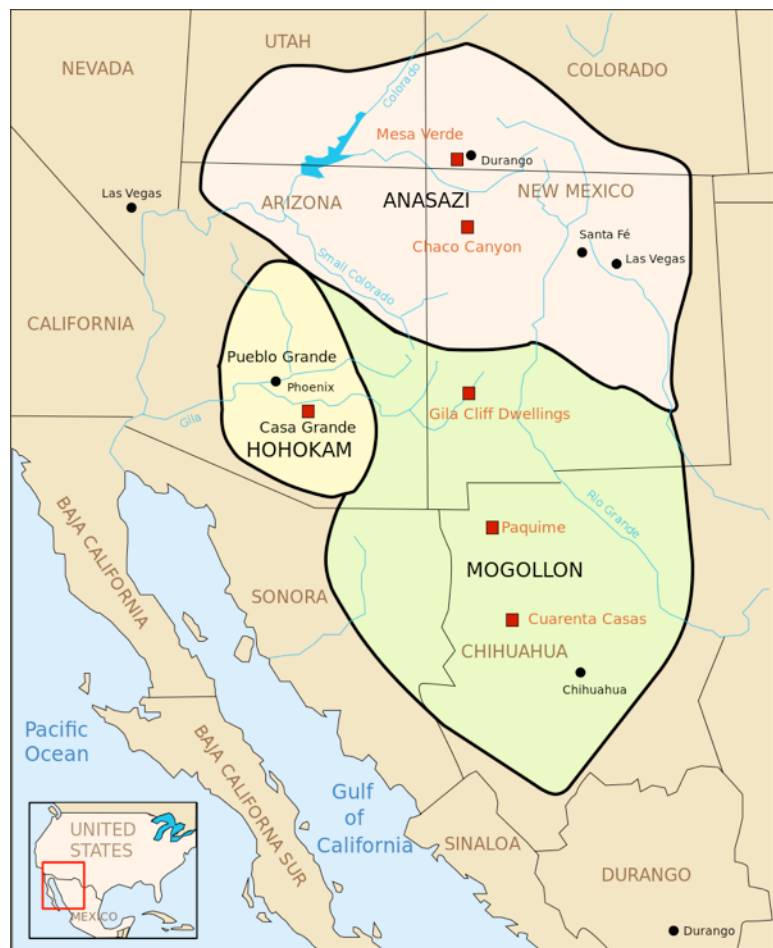 UTAH
NEVADA
COLORADO
Colorado
Mesa Verde
Durango
Las Vegas
ARIZONA
ANASAZI
NEW MEXICO
Santa Fé
Chaco Canyon
Las Vegas
Small Colorado
CALIFORNIA
Pueblo Grande
Phoenix
Gila
Casa Grande
Gila Cliff Dwellings
HOHOKAM
Rio Grande
BAJA CALIFORNIA
Paquime
MOGOLLON
SONORA
Cuarenta Casas
CHIHUAHUA
Chihuahua
Pacific
Ocean
BAJA CALIFORNA SUR
Gulf
of
California
UNITED
STATES
MEXICO
SINALOA
DURANGO
Durango